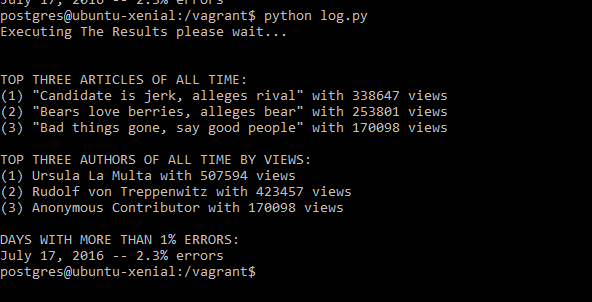 July 17, 2016 -- 2.3% errors
postgres@ubuntu-xenial:/vagrant$ python log.py
Executing The Results please wait...
TOP THREE ARTICLES OF ALL TIME:
(1) "Candidate is jerk, alleges rival" with 338647 views
(2) "Bears love berries, alleges bear" with 253801 views
(3) "Bad things gone, say good people" with 170098 views
TOP THREE AUTHORS OF ALL TIME BY VIEWS:
(1) Ursula La Multa with 507594 views
(2) Rudolf von Treppenwitz with 423457 views
(3) Anonymous Contributor with 170098 views
DAYS WITH MORE THAN 1% ERRORS:
July 17, 2016 -- 2.3% errors
postgres@ubuntu-xenial:/vagrant$